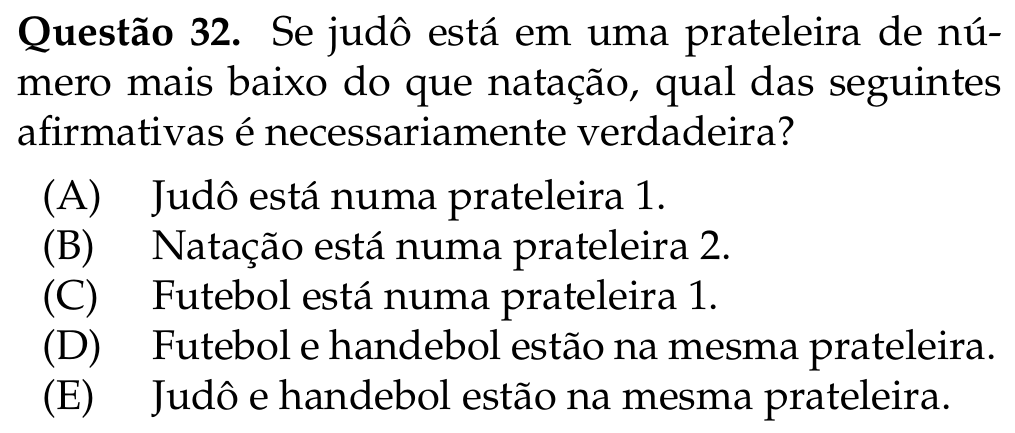 Questão 32. Se judô está em uma prateleira de nú-
mero mais baixo do que natação, qual das seguintes
afirmativas é necessariamente verdadeira?
(A) Judô está numa prateleira 1.
(B) Natação está numa prateleira 2.
(C) Futebol está numa prateleira 1.
(D) Futebol e handebol estão na mesma prateleira.
(E) Judô e handebol estão na mesma prateleira.